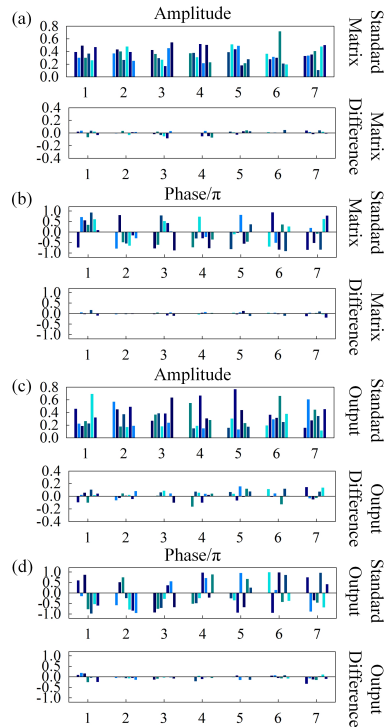 (a) Amplitude
0.8
0.6
0.4
0.2
0.0
1 2 3 4 5 6 7
Standard
Matrix
0.4
0.2
0.0
-0.2
-0.4
1 2 3 4 5 6 7
Matrix
Difference
(b) Phase/π
1.0
0.5
0.0
-0.5
-1.0
1 2 3 4 5 6 7
Standard
Matrix
1.0
0.5
0.0
-0.5
-1.0
1 2 3 4 5 6 7
Matrix
Difference
(c) Amplitude
0.8
0.6
0.4
0.2
0.0
1 2 3 4 5 6 7
Standard
Output
0.4
0.2
0.0
-0.2
-0.4
1 2 3 4 5 6 7
Output
Difference
(d) Phase/π
1.0
0.5
0.0
-0.5
-1.0
1 2 3 4 5 6 7
Standard
Output
1.0
0.5
0.0
-0.5
-1.0
1 2 3 4 5 6 7
Output
Difference